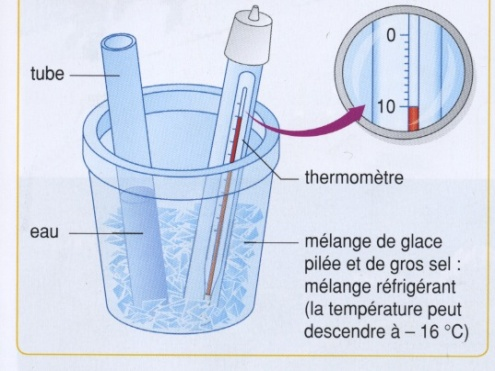 tube
0
10
thermomètre
eau
mélange de glace
pilée et de gros sel :
mélange réfrigérant
(la température peut
descendre à – 16 °C)